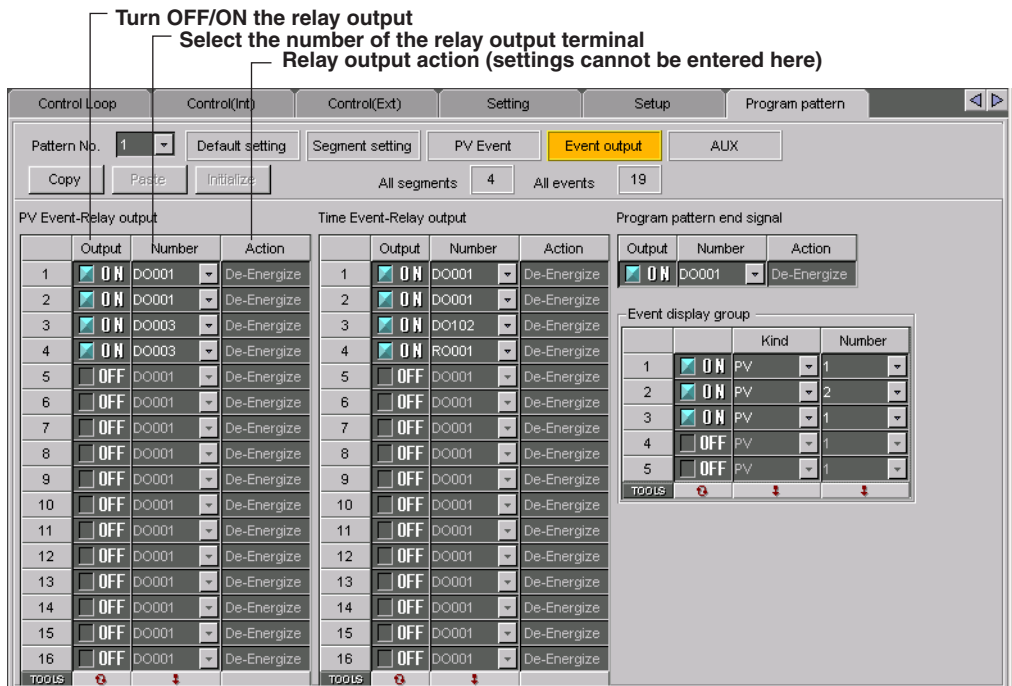 Turn OFF/ON the relay output
Select the number of the relay output terminal
Relay output action (settings cannot be entered here)
Control Loop Control(Int) Control(Ext) Setting Setup Program pattern
Pattern No. 1 Default setting Segment setting PV Event Event output AUX
Copy Paste Initialize All segments 4 All events 19
PV Event-Relay output Time Event-Relay output Program pattern end signal
Output Number Action Output Number Action Output Number Action
1 ON DO001 De-Energize 1 ON DO001 De-Energize ON DO001 De-Energize
2 ON DO001 De-Energize 2 ON DO001 De-Energize
3 ON DO003 De-Energize 3 ON DO102 De-Energize
4 ON DO003 De-Energize 4 ON RO001 De-Energize
5 OFF DO001 De-Energize 5 OFF DO001 De-Energize
6 OFF DO001 De-Energize 6 OFF DO001 De-Energize
7 OFF DO001 De-Energize 7 OFF DO001 De-Energize
8 OFF DO001 De-Energize 8 OFF DO001 De-Energize
9 OFF DO001 De-Energize 9 OFF DO001 De-Energize
10 OFF DO001 De-Energize 10 OFF DO001 De-Energize
11 OFF DO001 De-Energize 11 OFF DO001 De-Energize
12 OFF DO001 De-Energize 12 OFF DO001 De-Energize
13 OFF DO001 De-Energize 13 OFF DO001 De-Energize
14 OFF DO001 De-Energize 14 OFF DO001 De-Energize
15 OFF DO001 De-Energize 15 OFF DO001 De-Energize
16 OFF DO001 De-Energize 16 OFF DO001 De-Energize
TOOLS TOOLS
Event display group
Kind Number
1 ON PV 1
2 ON PV 2
3 ON PV 1
4 OFF PV 1
5 OFF PV 1
TOOLS